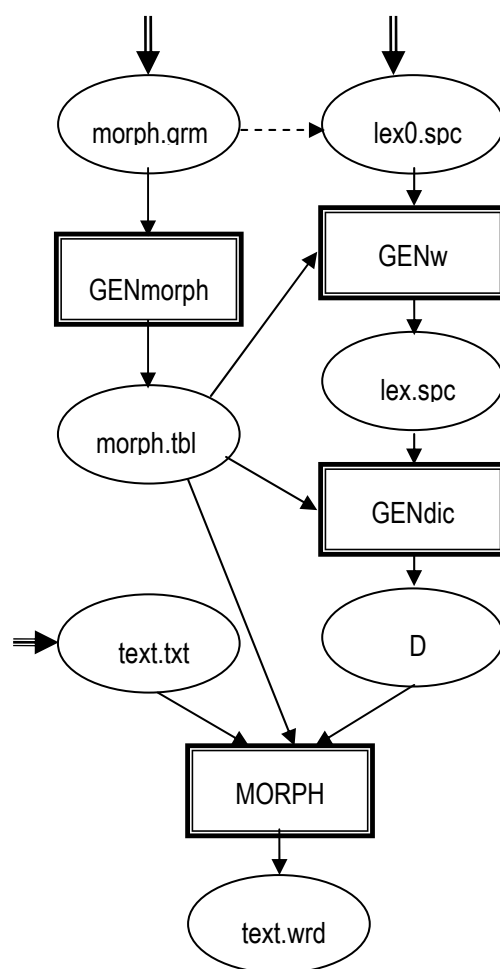 morph.grm
lex0.spc
GENmorph
GENw
lex.spc
morph.tbl
GENdic
text.txt
D
MORPH
text.wrd